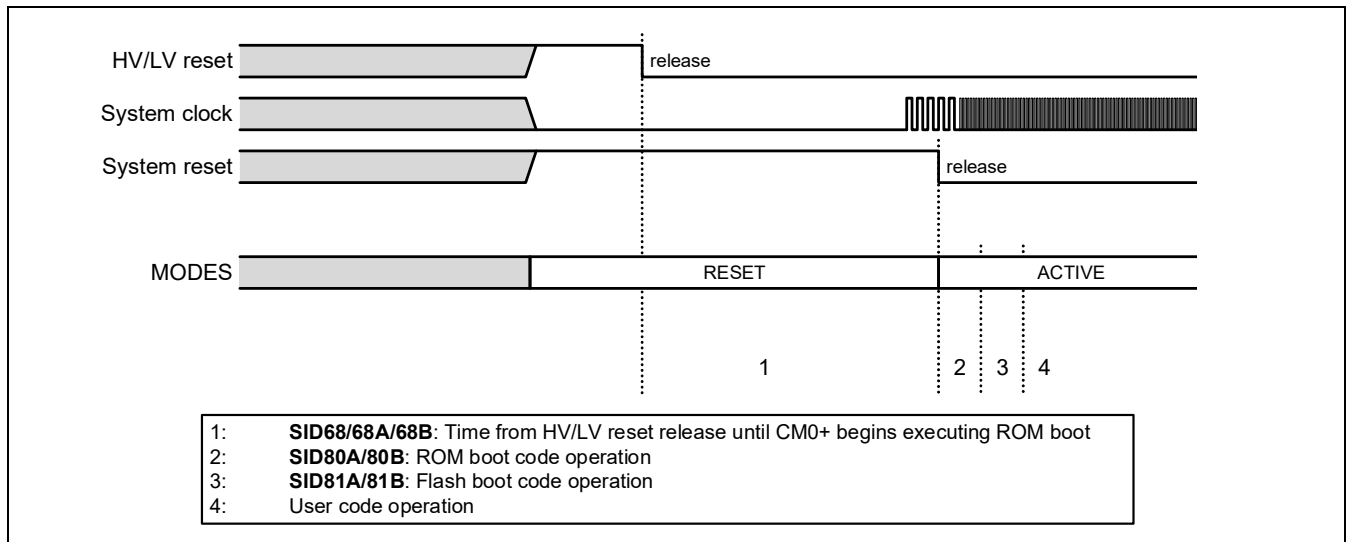 HV/LV reset
release
System clock
System reset
release
MODES
RESET
ACTIVE
1
2
3
4
1: SID68/68A/68B: Time from HV/LV reset release until CM0+ begins executing ROM boot
2: SID80A/80B: ROM boot code operation
3: SID81A/81B: Flash boot code operation
4: User code operation